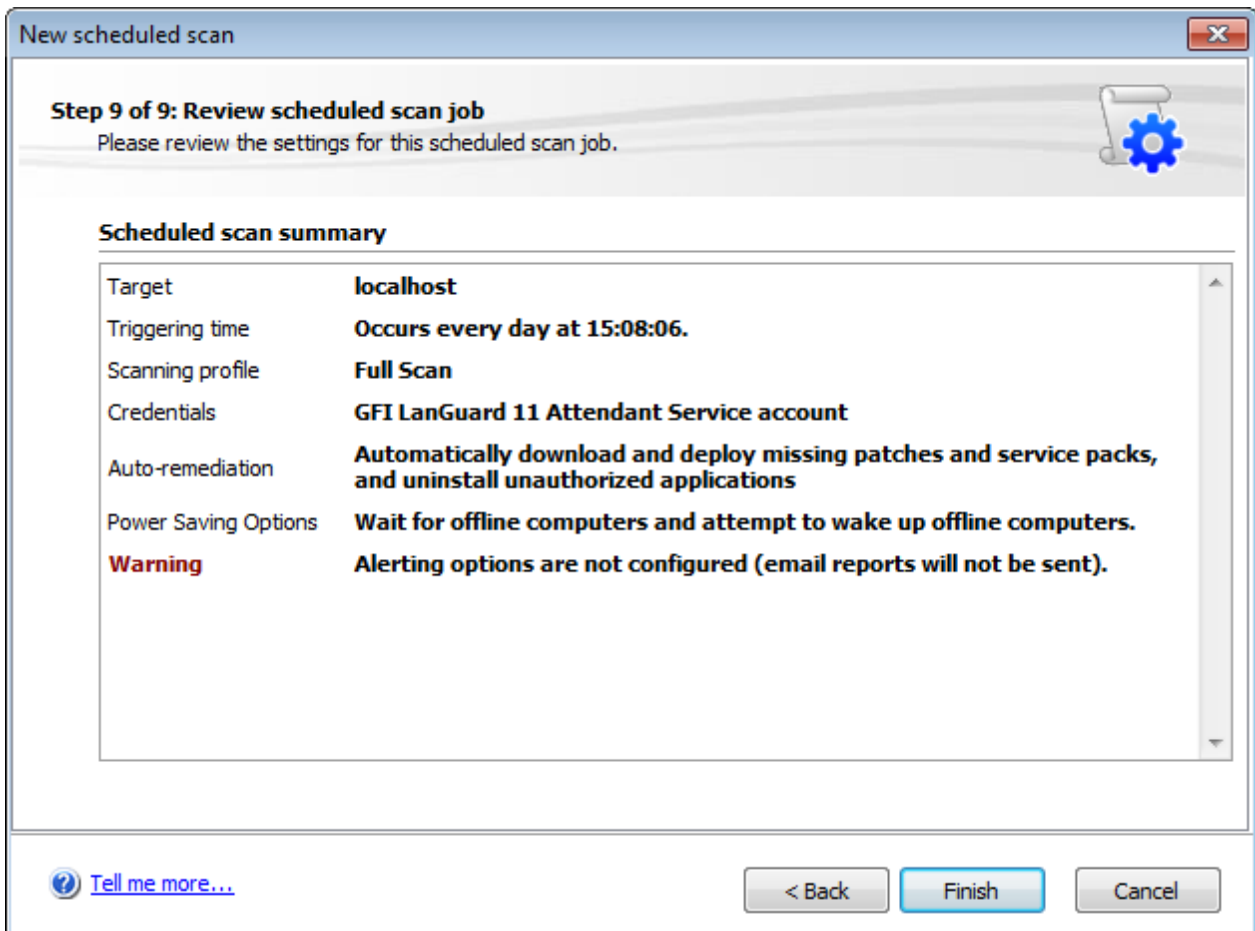 New scheduled scan
Step 9 of 9: Review scheduled scan job
Please review the settings for this scheduled scan job.
Scheduled scan summary
Target localhost
Triggering time Occurs every day at 15:08:06.
Scanning profile Full Scan
Credentials GFI LanGuard 11 Attendant Service account
Auto-remediation Automatically download and deploy missing patches and service packs,
and uninstall unauthorized applications
Power Saving Options Wait for offline computers and attempt to wake up offline computers.
Warning Alerting options are not configured (email reports will not be sent).
Tell me more...
< Back Finish Cancel